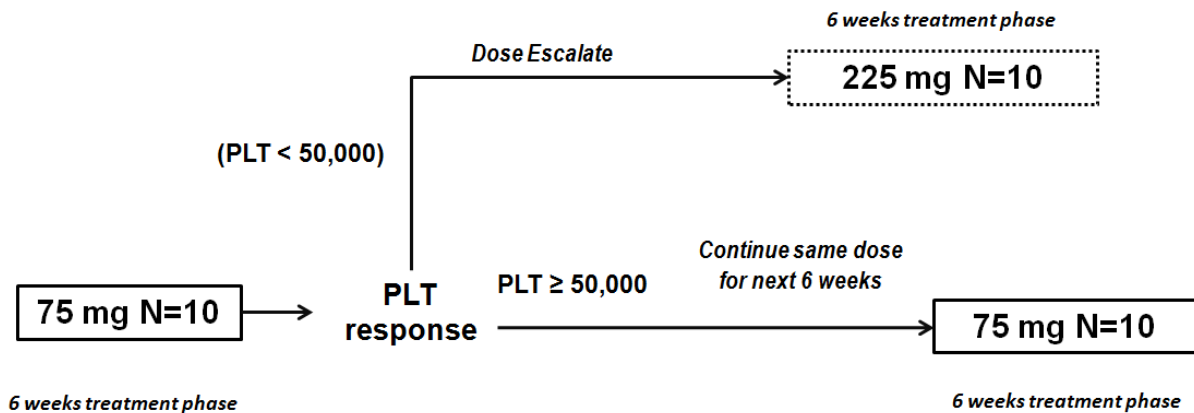 6 weeks treatment phase
Dose Escalate
225 mg N=10
(PLT < 50,000)
Continue same dose
for next 6 weeks
PLT ≥ 50,000
75 mg N=10
PLT
response
75 mg N=10
6 weeks treatment phase
6 weeks treatment phase